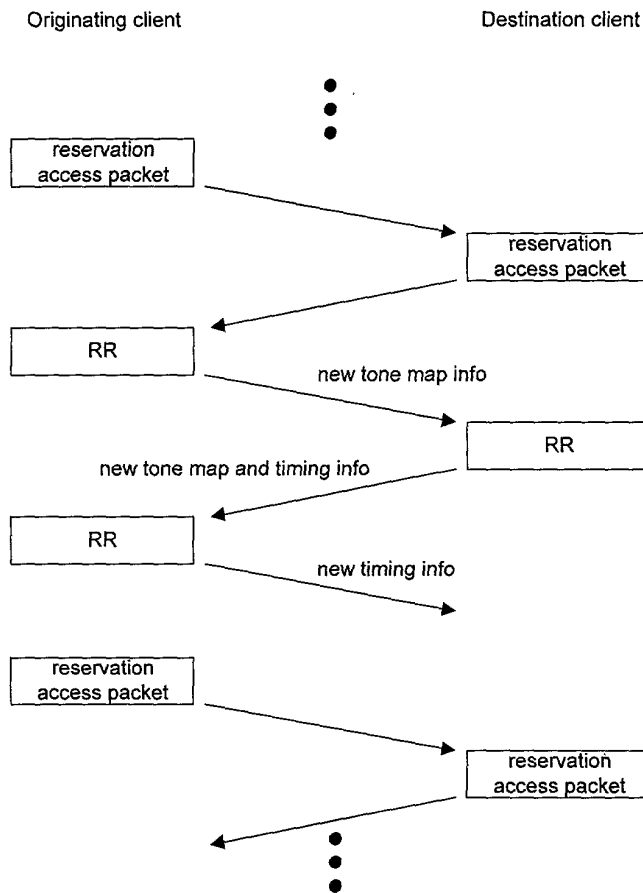 Originating client
Destination client
reservation
access packet
reservation
access packet
RR
new tone map info
RR
new tone map and timing info
RR
new timing info
reservation
access packet
reservation
access packet